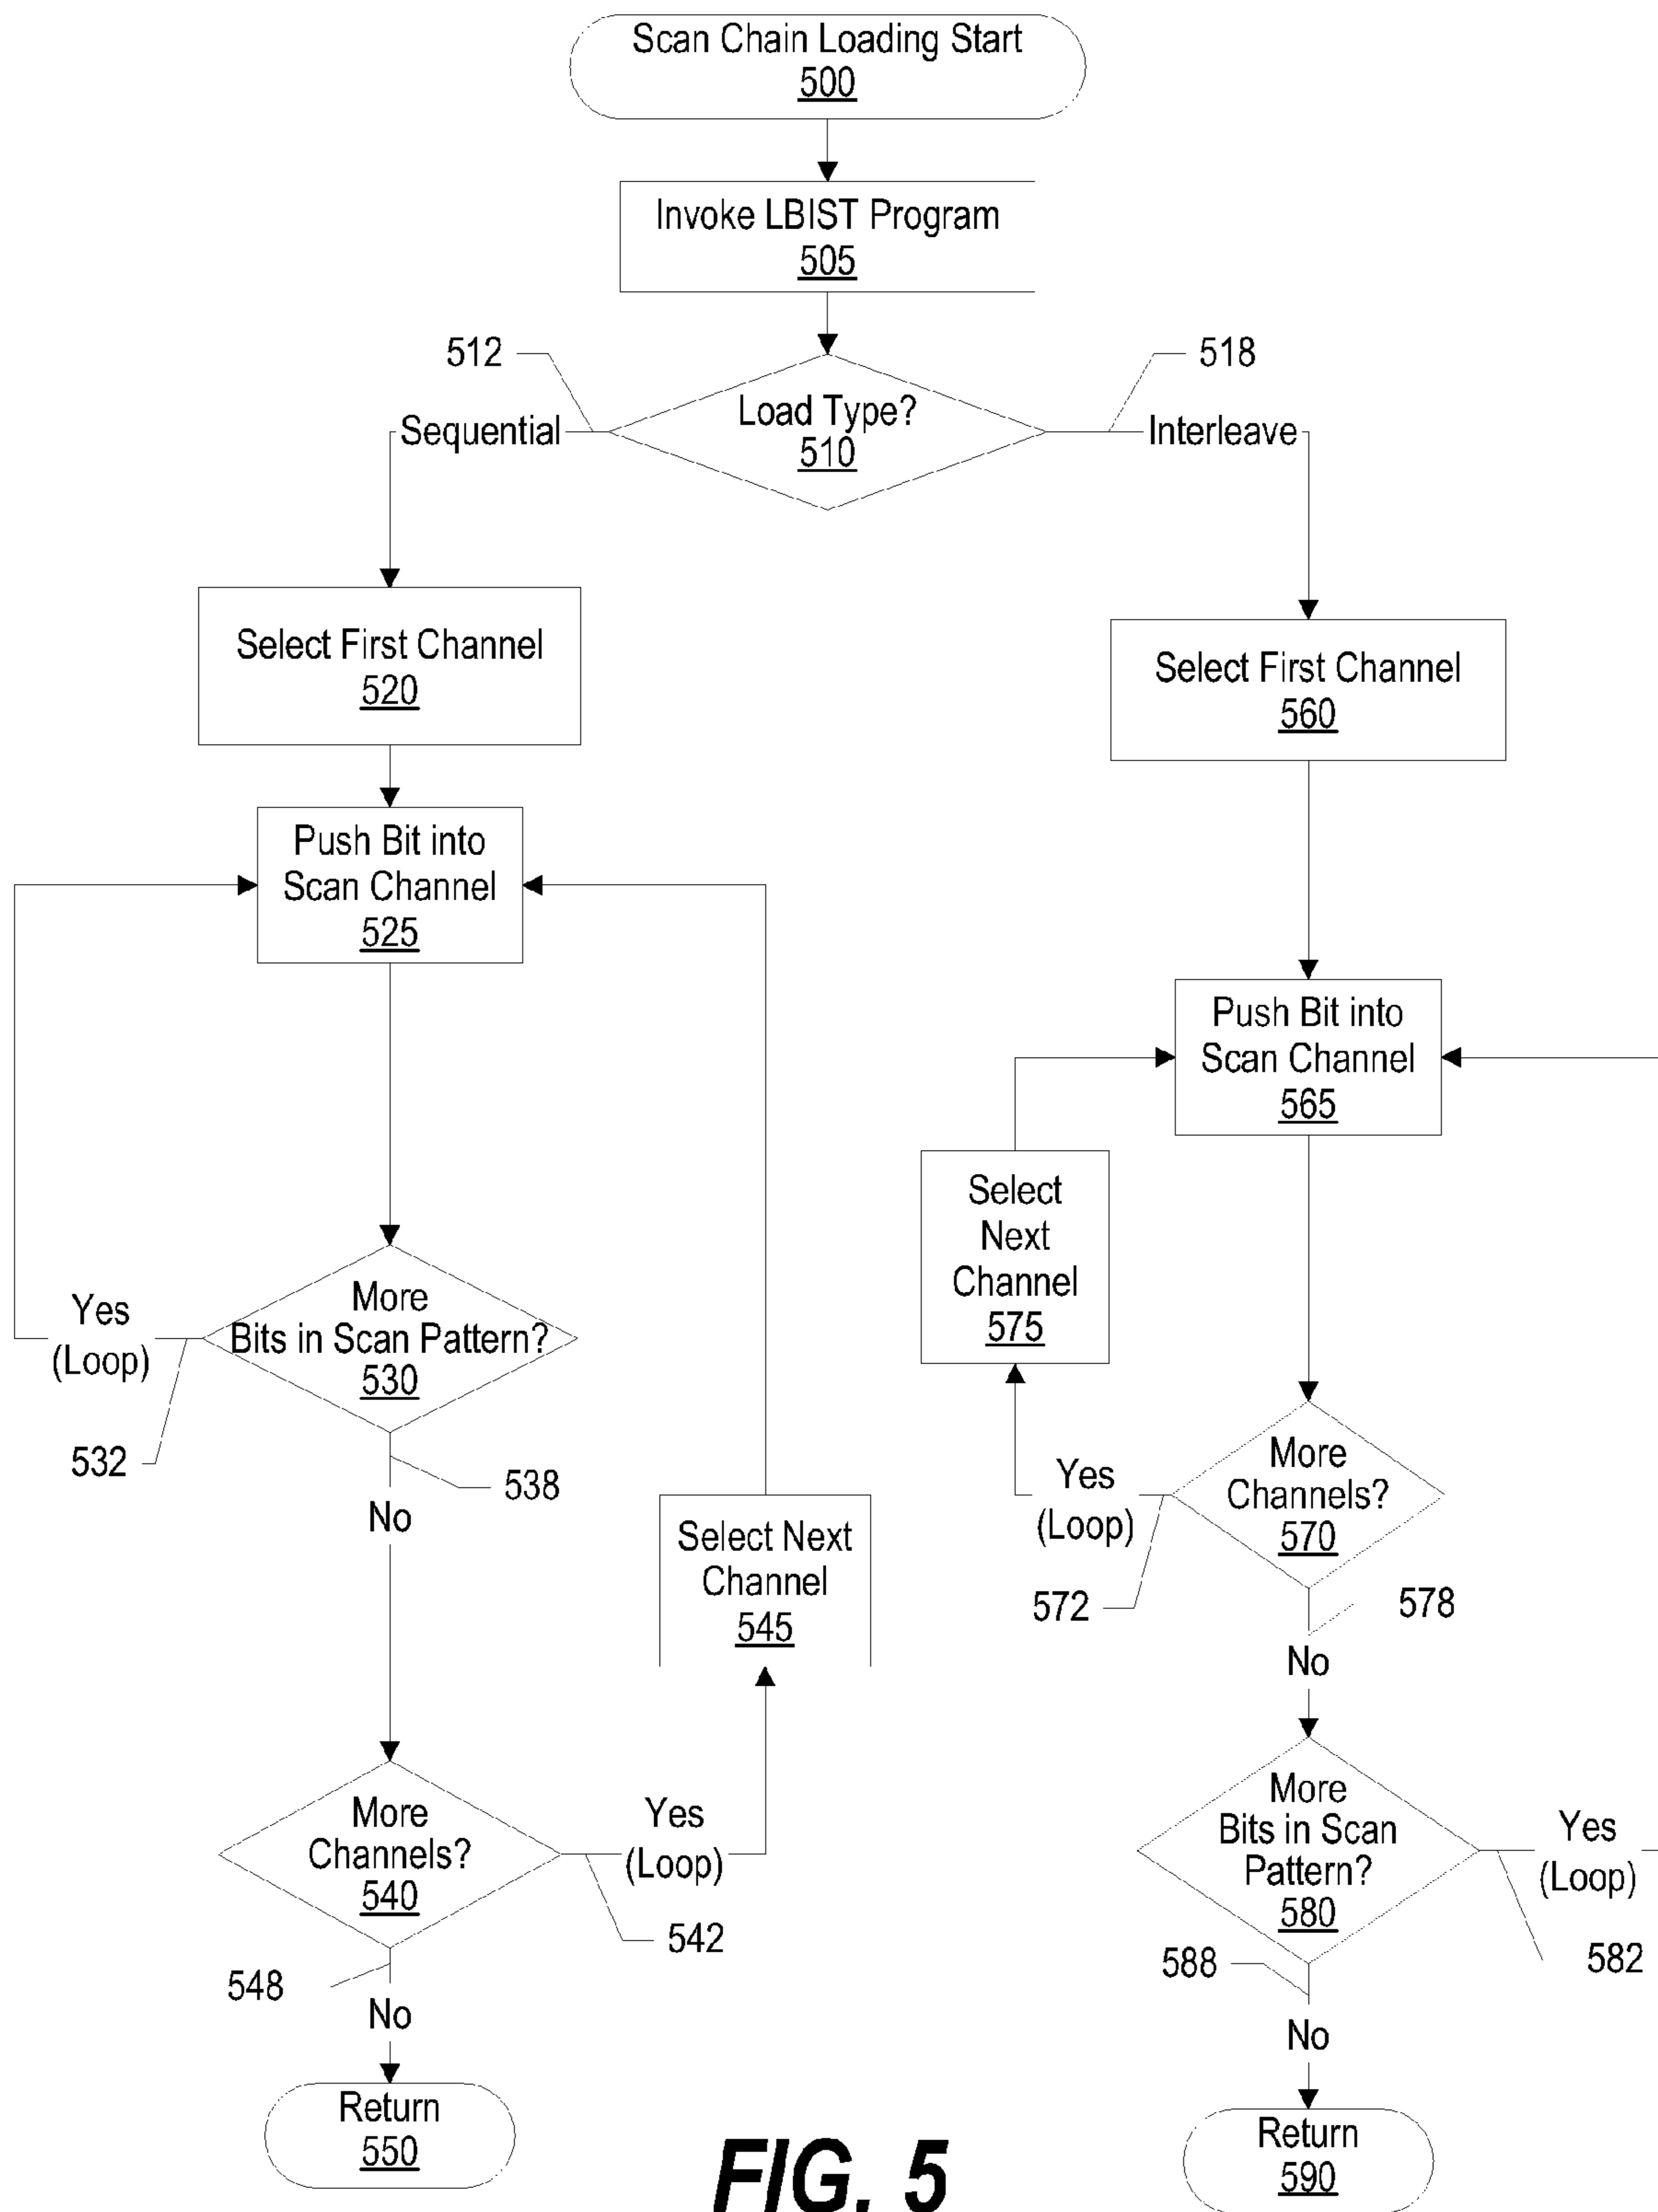 Scan Chain Loading Start
500
Invoke LBIST Program
505
512
518
Sequential
Load Type?
510
Interleave
Select First Channel
520
Push Bit into
Scan Channel
525
More
Bits in Scan Pattern?
530
Yes
(Loop)
532
538
No
Select Next
Channel
545
More
Channels?
540
Yes
(Loop)
542
548
No
Return
550
Select First Channel
560
Push Bit into
Scan Channel
565
Select
Next
Channel
575
More
Channels?
570
Yes
(Loop)
572
578
No
More
Bits in Scan
Pattern?
580
Yes
(Loop)
582
588
No
Return
590
FIG. 5